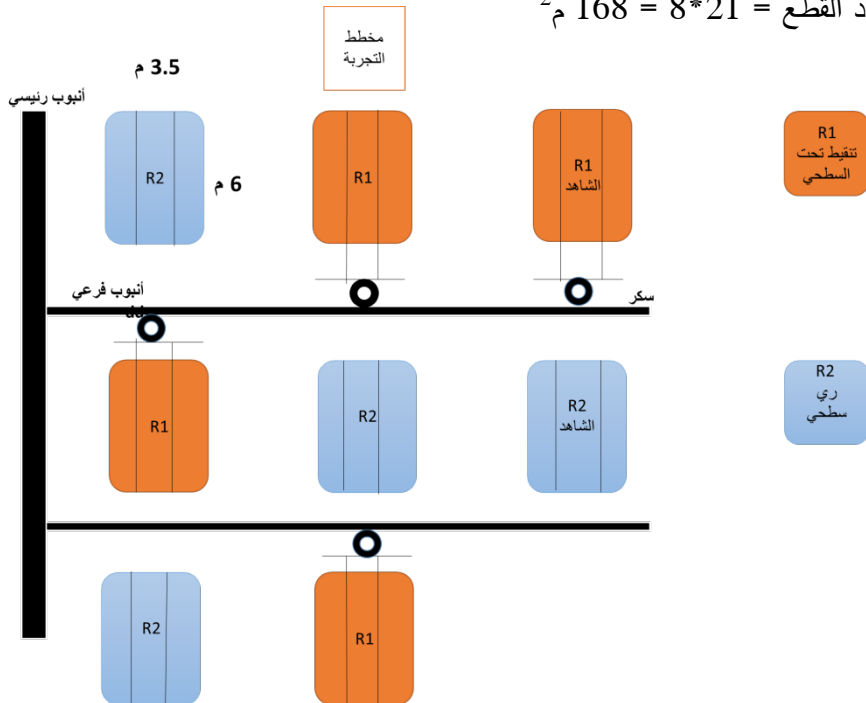 د القطع = 21*8 = 168 م2
مخطط
التجربة
3.5 م
أنبوب رئيسي
R2
6 م
R1
R1
الشاهد
R1
تنقيط تحت
السطحي
أنبوب فرعي
سكر
R1
R2
R2
الشاهد
R2
ري
سطحي
R2
R1